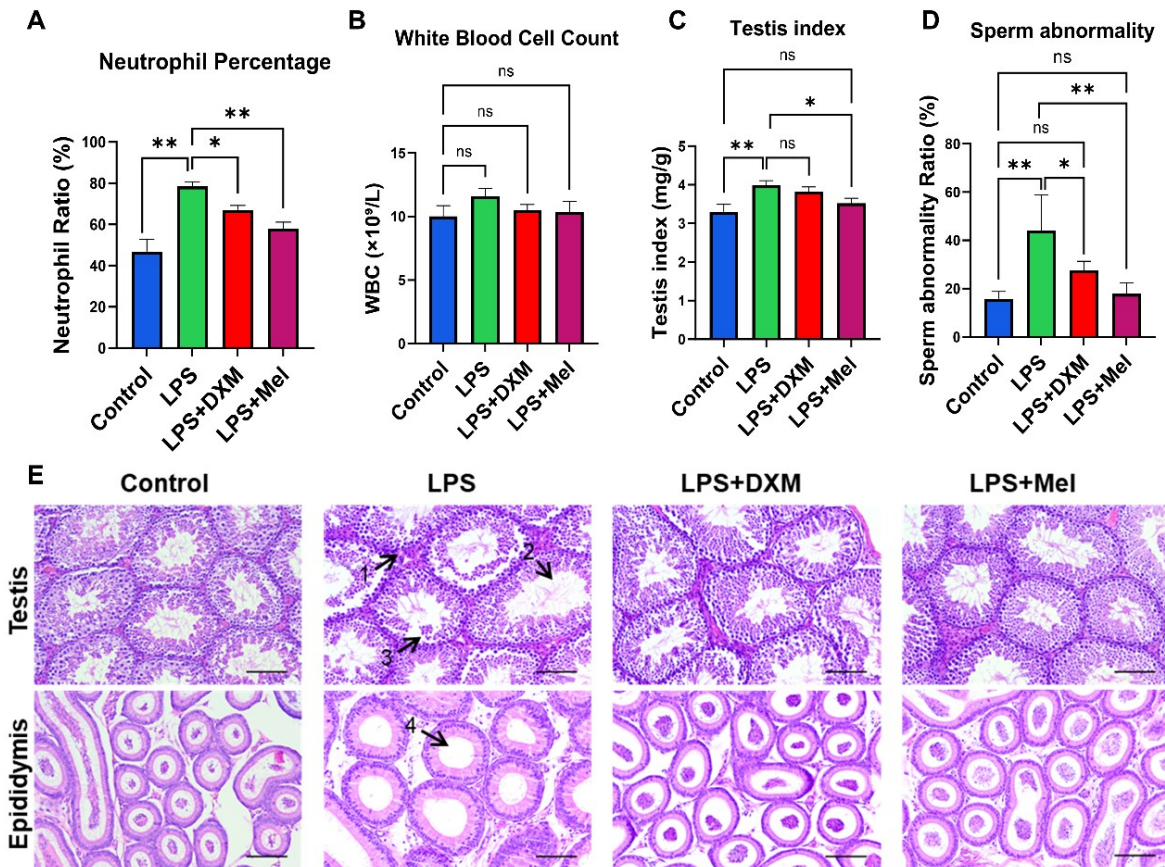 A
Neutrophil Percentage
**
**
*
Neutrophil Ratio (%)
100
80
60
40
20
0
Control
LPS
LPS+DXM
LPS+Mel
B
White Blood Cell Count
ns
ns
ns
WBC (×10⁹/L)
15
10
5
0
Control
LPS
LPS+DXM
LPS+Mel
C
Testis index
ns
*
**
ns
Testis index (mg/g)
5
4
3
2
1
0
Control
LPS
LPS+DXM
LPS+Mel
D
Sperm abnormality
ns
**
ns
**
*
Sperm abnormality Ratio (%)
80
60
40
20
0
Control
LPS
LPS+DXM
LPS+Mel
E
Control
LPS
LPS+DXM
LPS+Mel
Testis
1
2
3
Epididymis
4